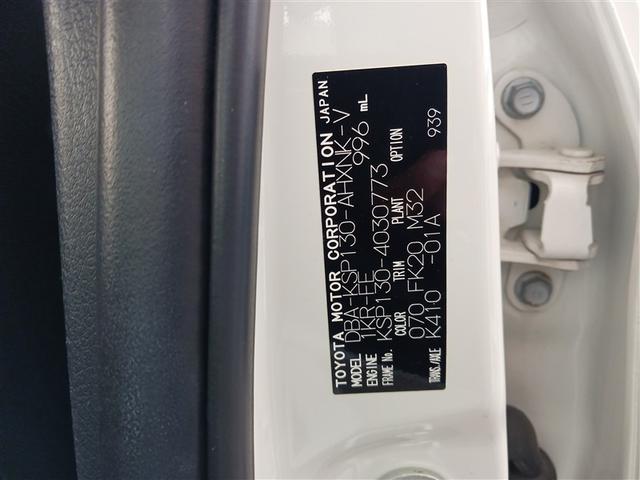 TOYOTA MOTOR CORPORATION JAPAN
MODEL DBA-KSP130-AHXNK-V
ENGINE 1KR-FE 996 mL
FRAME No. KSP130-4030773
COLOR TRIM PLANT OPTION
070 FK20 M32
TRANS./AXLE K410 -01A 939